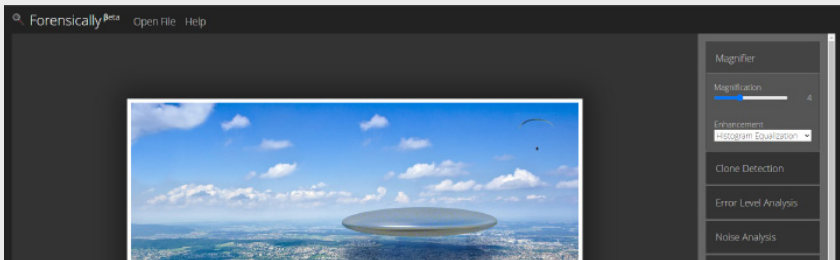 Forensically Beta Open File Help
Magnifier
Magnification
4
Enhancement
Histogram Equalization
Clone Detection
Error Level Analysis
Noise Analysis